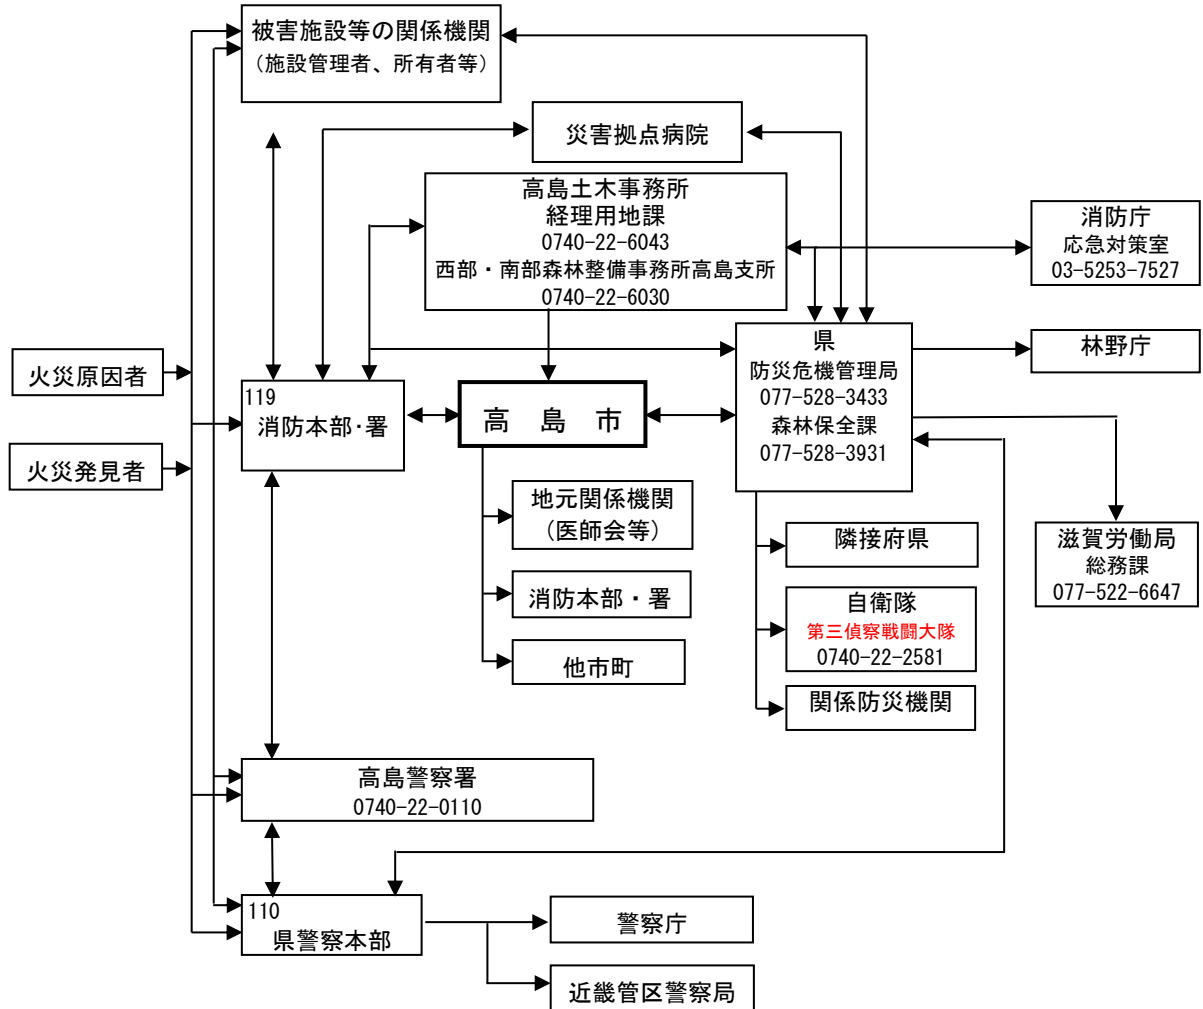 被害施設等の関係機関
（施設管理者、所有者等）
災害拠点病院
高島土木事務所
経理用地課
0740-22-6043
西部・南部森林整備事務所高島支所
0740-22-6030
消防庁
応急対策室
03-5253-7527
林野庁
火災原因者
火災発見者
119
消防本部･署
高　島　市
県
防災危機管理局
077-528-3433
森林保全課
077-528-3931
地元関係機関
（医師会等）
消防本部・署
他市町
隣接府県
自衛隊
第三偵察戦闘大隊
0740-22-2581
関係防災機関
滋賀労働局
総務課
077-522-6647
高島警察署
0740-22-0110
110
県警察本部
警察庁
近畿管区警察局